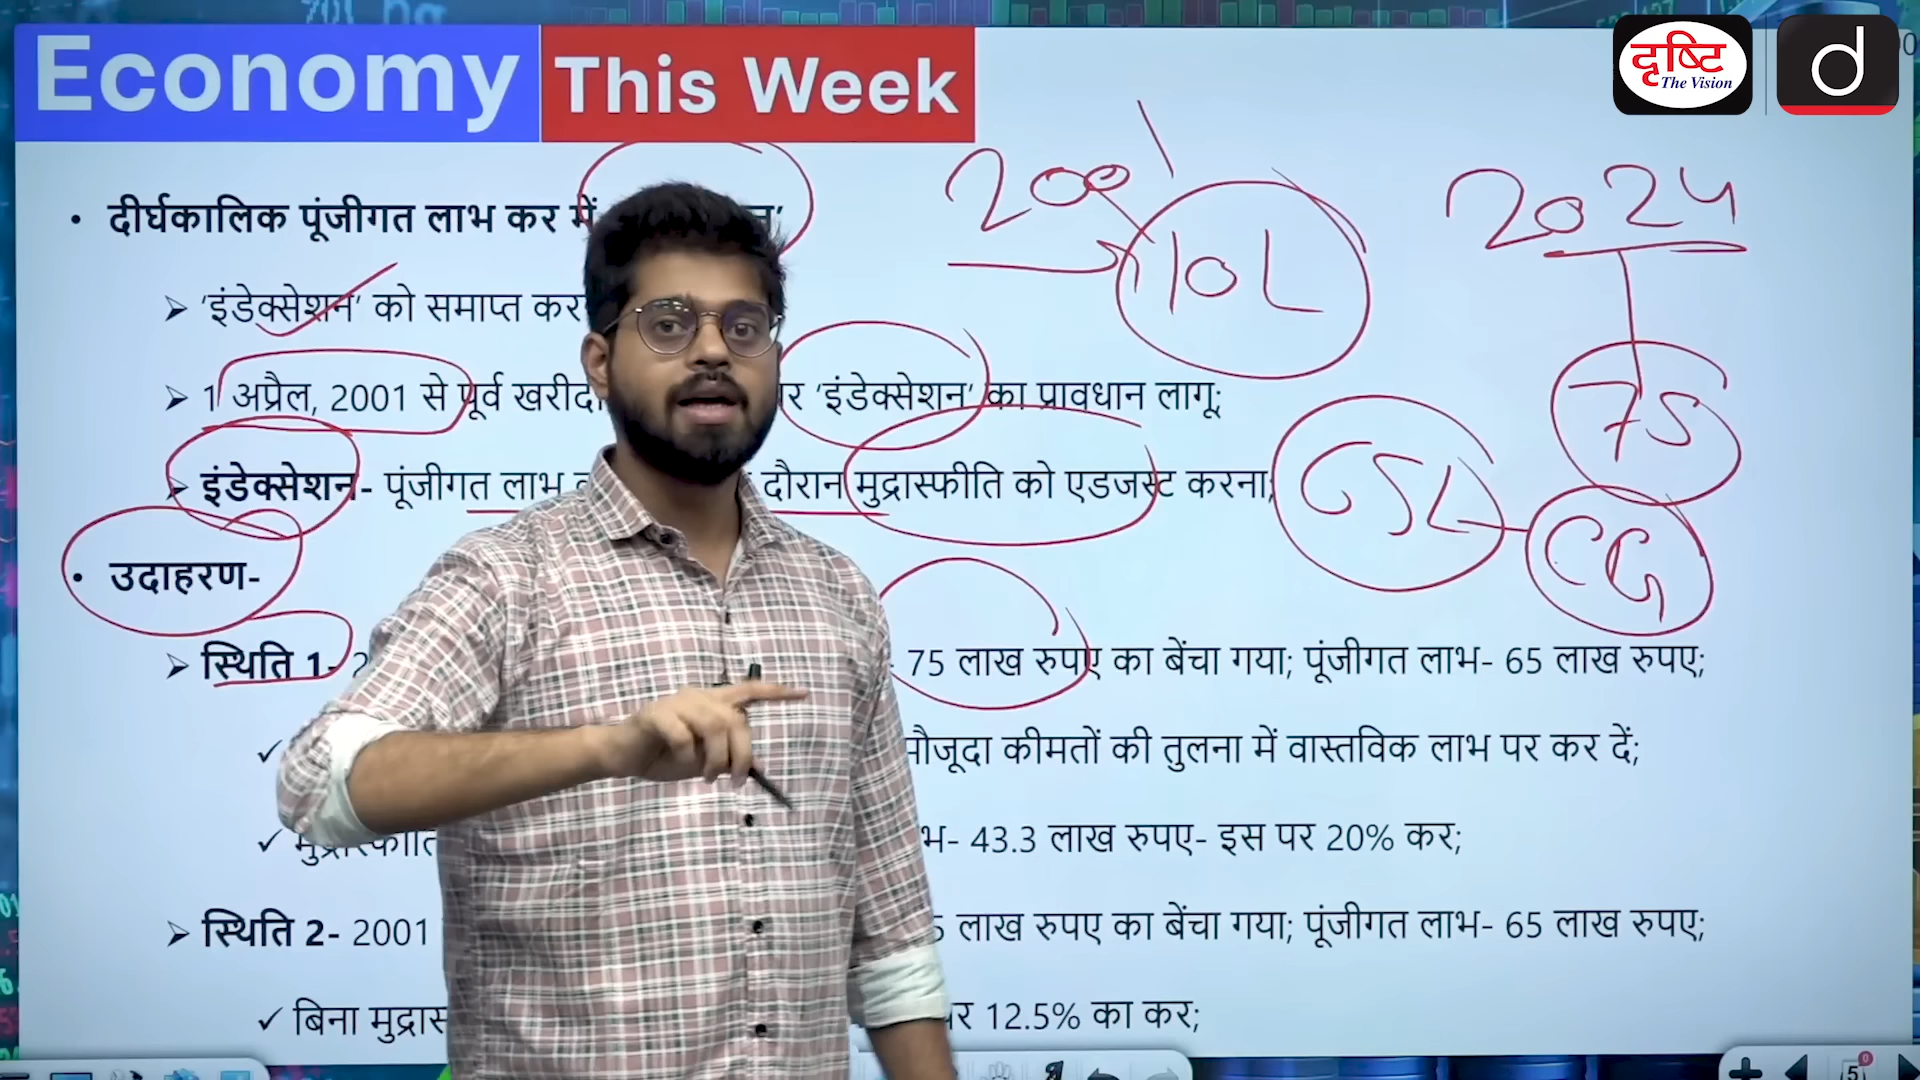 Economy This Week
दृष्टि
The Vision
d
• दीर्घकालिक पूंजीगत लाभ कर में
2001
10L
2024
➢ 'इंडेक्सेशन' को समाप्त
➢ 1 अप्रैल, 2001 से पूर्व 'इंडेक्सेशन' का प्रावधान लागू;
75
➢ इंडेक्सेशन- पूंजीगत लाभ दौरान मुद्रास्फीति को एडजस्ट करना;
65L
CG
• उदाहरण-
➢ स्थिति 1- 75 लाख रुपए का बेंचा गया; पूंजीगत लाभ- 65 लाख रुपए;
✓ मौजूदा कीमतों की तुलना में वास्तविक लाभ पर कर दें;
✓ 43.3 लाख रुपए- इस पर 20% कर;
➢ स्थिति 2- 2001 लाख रुपए का बेंचा गया; पूंजीगत लाभ- 65 लाख रुपए;
✓ बिना 12.5% का कर;
5